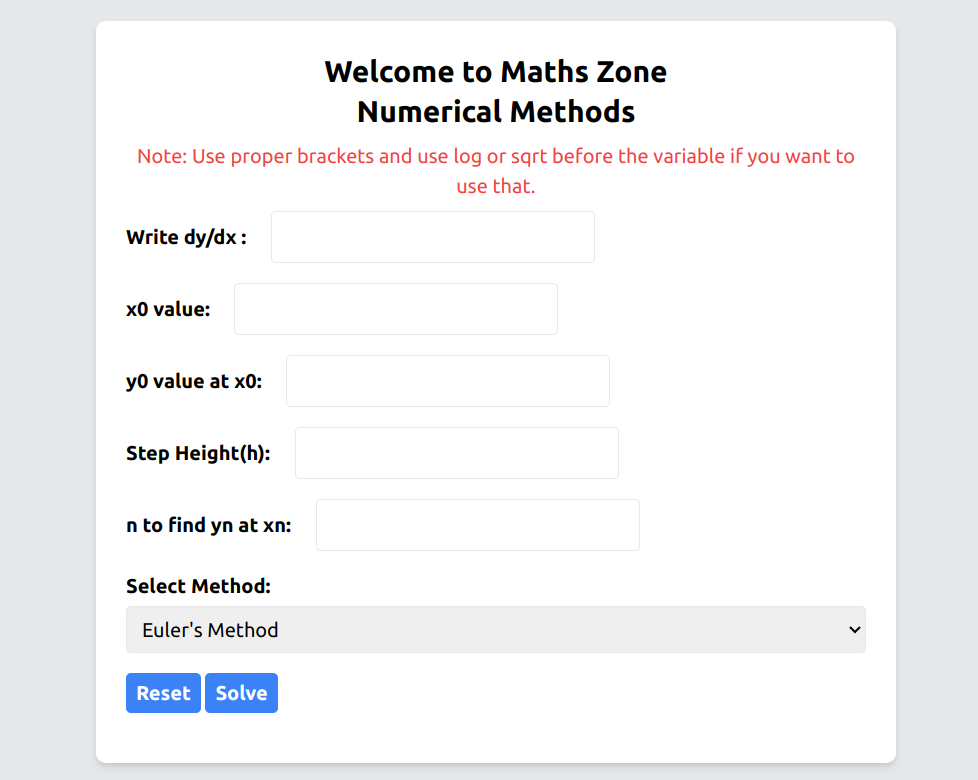 Welcome to Maths Zone
Numerical Methods
Note: Use proper brackets and use log or sqrt before the variable if you want to
use that.
Write dy/dx :
x0 value:
y0 value at x0:
Step Height(h):
n to find yn at xn:
Select Method:
Euler's Method
Reset Solve